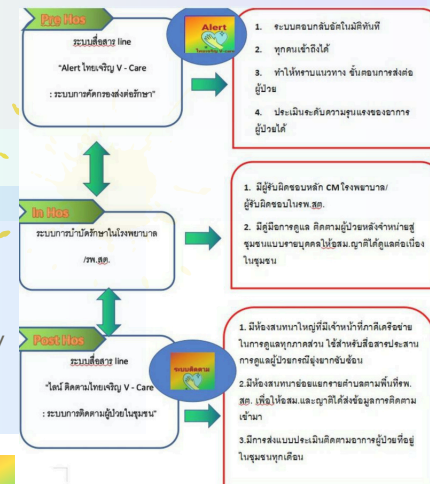 Pre Hos
ระบบสื่อสาร line
"Alert ไทยเจริญ V - Care
: ระบบการคัดกรองส่งต่อรักษา"
Alert
ไทยเจริญ V-Care
1. ระบบตอบกลับอัตโนมัติทันที
2. ทุกคนเข้าถึงได้
3. ทำให้ทราบแนวทาง ขั้นตอนการส่งต่อ
ผู้ป่วย
4. ประเมินระดับความรุนแรงของอาการ
ผู้ป่วยได้
In Hos
ระบบการบำบัดรักษาในโรงพยาบาล
/รพ.สต.
1. มีผู้รับผิดชอบหลัก CM โรงพยาบาล/
ผู้รับผิดชอบในรพ.สต.
2. มีคู่มือการดูแล ติดตามผู้ป่วยหลังจำหน่ายสู่
ชุมชนแบบรายบุคคลให้อสม.ญาติได้ดูแลต่อเนื่อง
ในชุมชน
Post Hos
ระบบสื่อสาร line
"ไลน์ ติดตามไทยเจริญ V - Care
: ระบบการติดตามผู้ป่วยในชุมชน"
ระบบติดตาม
1. มีห้องสนทนาใหญ่ที่มีเจ้าหน้าที่ภาคีเครือข่าย
ในการดูแลทุกภาคส่วน ใช้สำหรับสื่อสารประสาน
การดูแลผู้ป่วยกรณียุ่งยากซับซ้อน
2.มีห้องสนทนาย่อยแยกรายตำบลตามพื้นที่รพ.
สต. เพื่อให้อสม.และญาติได้ส่งข้อมูลการติดตาม
เข้ามา
3.มีการส่งแบบประเมินติดตามอาการผู้ป่วยที่อยู่
ในชุมชนทุกเดือน